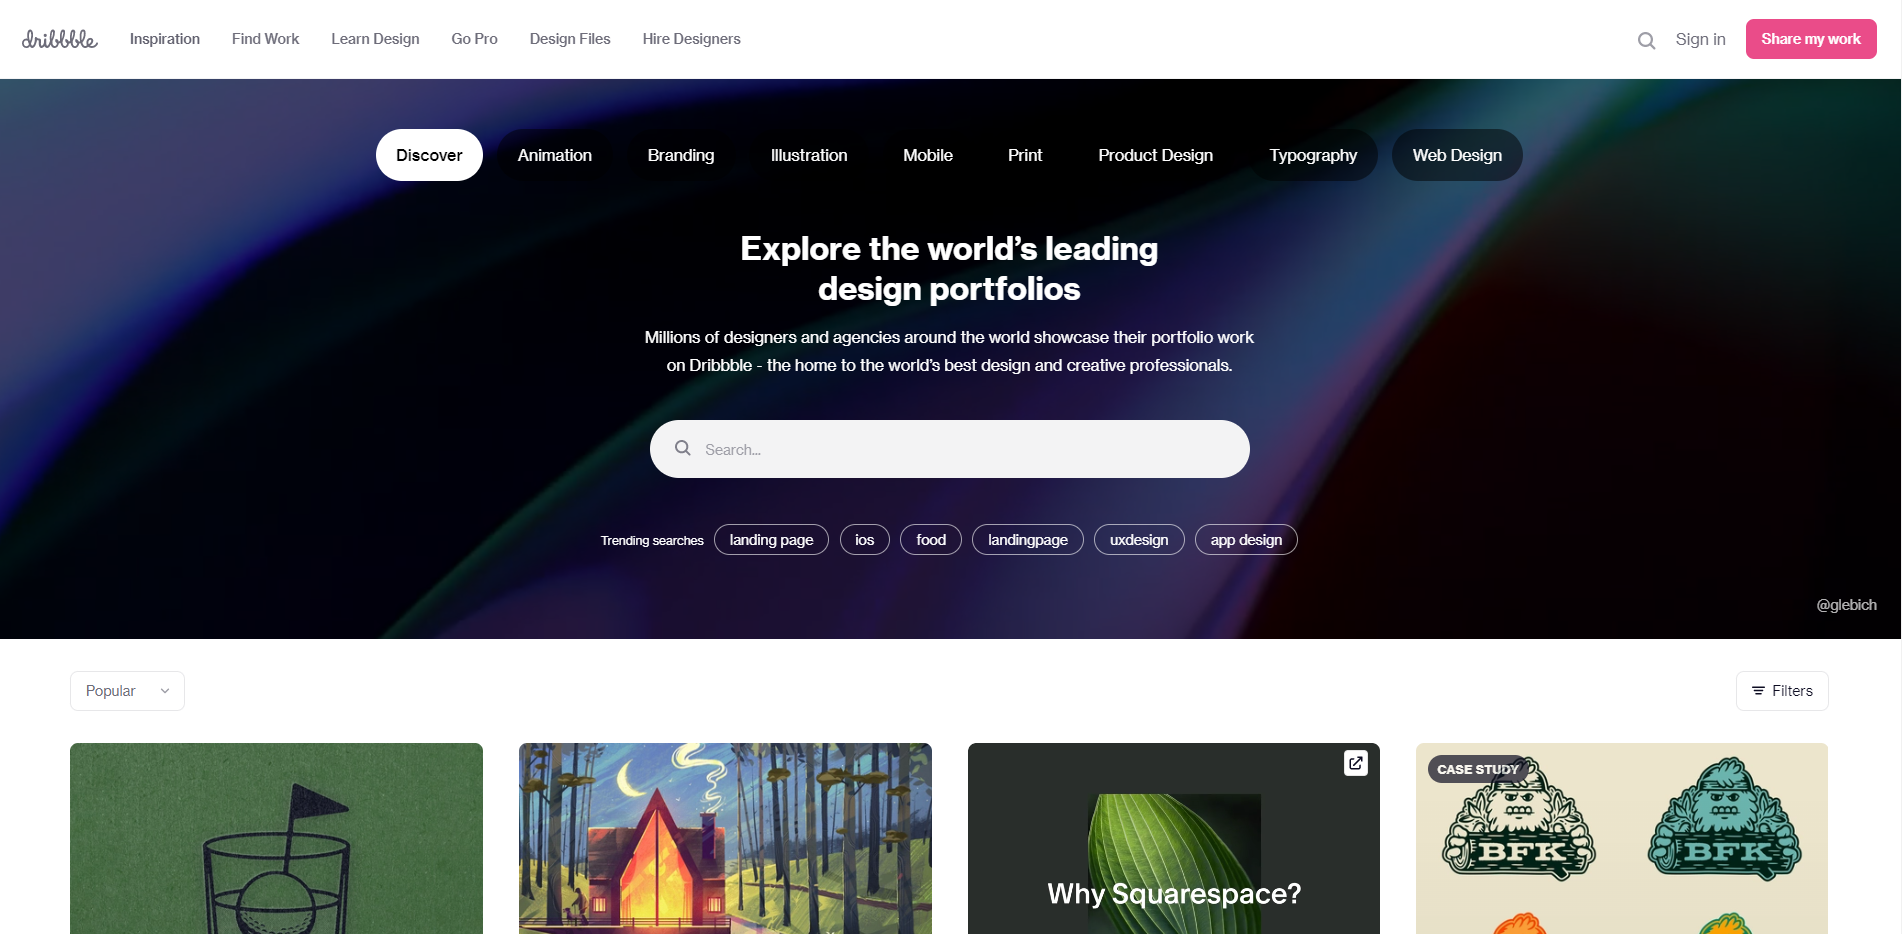 dribbble
Inspiration
Find Work
Learn Design
Go Pro
Design Files
Hire Designers
Sign in
Share my work
Discover
Animation
Branding
Illustration
Mobile
Print
Product Design
Typography
Web Design
Explore the world's leading
design portfolios
Millions of designers and agencies around the world showcase their portfolio work
on Dribbble - the home to the world's best design and creative professionals.
Search...
Trending searches
landing page
ios
food
landingpage
uxdesign
app design
@glebich
Popular
Filters
Why Squarespace?
CASE STUDY
BFK
BFK